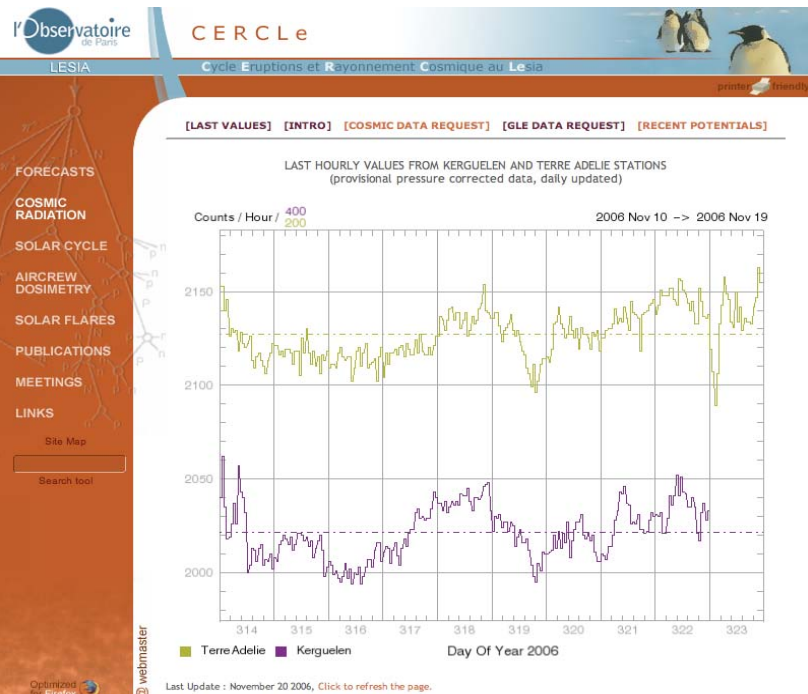 l'Observatoire
de Paris
LESIA
CERCLe
Cycle Eruptions et Rayonnement Cosmique au Lesia
printer friendly
[LAST VALUES] [INTRO] [COSMIC DATA REQUEST] [GLE DATA REQUEST] [RECENT POTENTIALS]
FORECASTS
COSMIC
RADIATION
SOLAR CYCLE
AIRCREW
DOSIMETRY
SOLAR FLARES
PUBLICATIONS
MEETINGS
LINKS
Site Map
Search tool
Optimized
for Firefox
@ webmaster
LAST HOURLY VALUES FROM KERGUELEN AND TERRE ADELIE STATIONS
(provisional pressure corrected data, daily updated)
Counts / Hour / 400
200
2006 Nov 10 -> 2006 Nov 19
2150
2100
2050
2000
314 315 316 317 318 319 320 321 322 323
Terre Adelie Kerguelen Day Of Year 2006
Last Update : November 20 2006, Click to refresh the page.